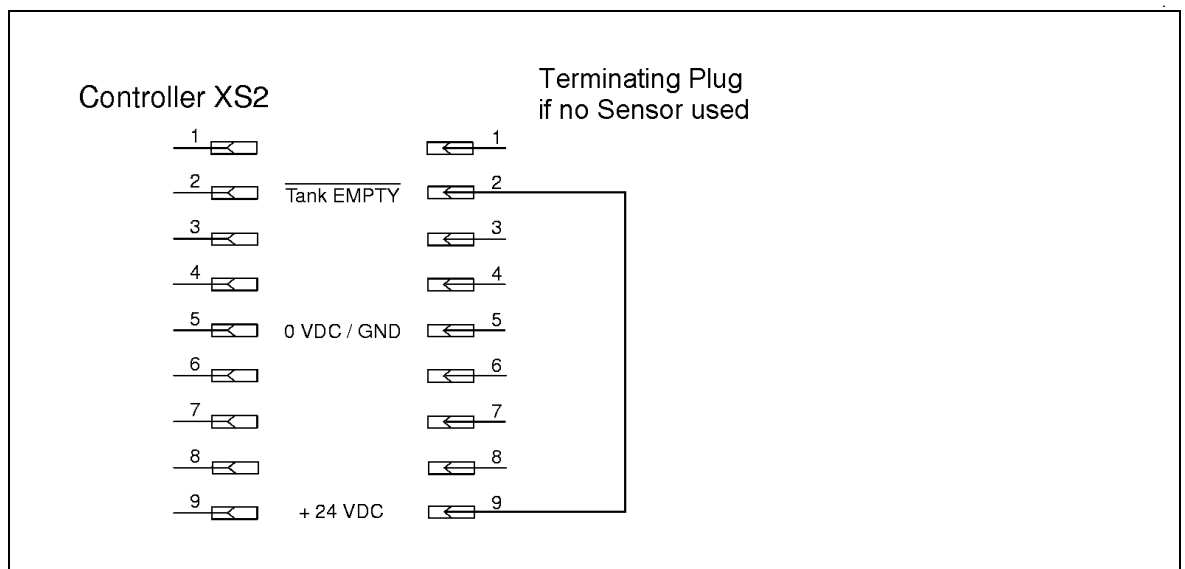 Controller XS2
Terminating Plug
if no Sensor used
1 1
2 Tank EMPTY 2
3 3
4 4
5 0 VDC / GND 5
6 6
7 7
8 8
9 + 24 VDC 9